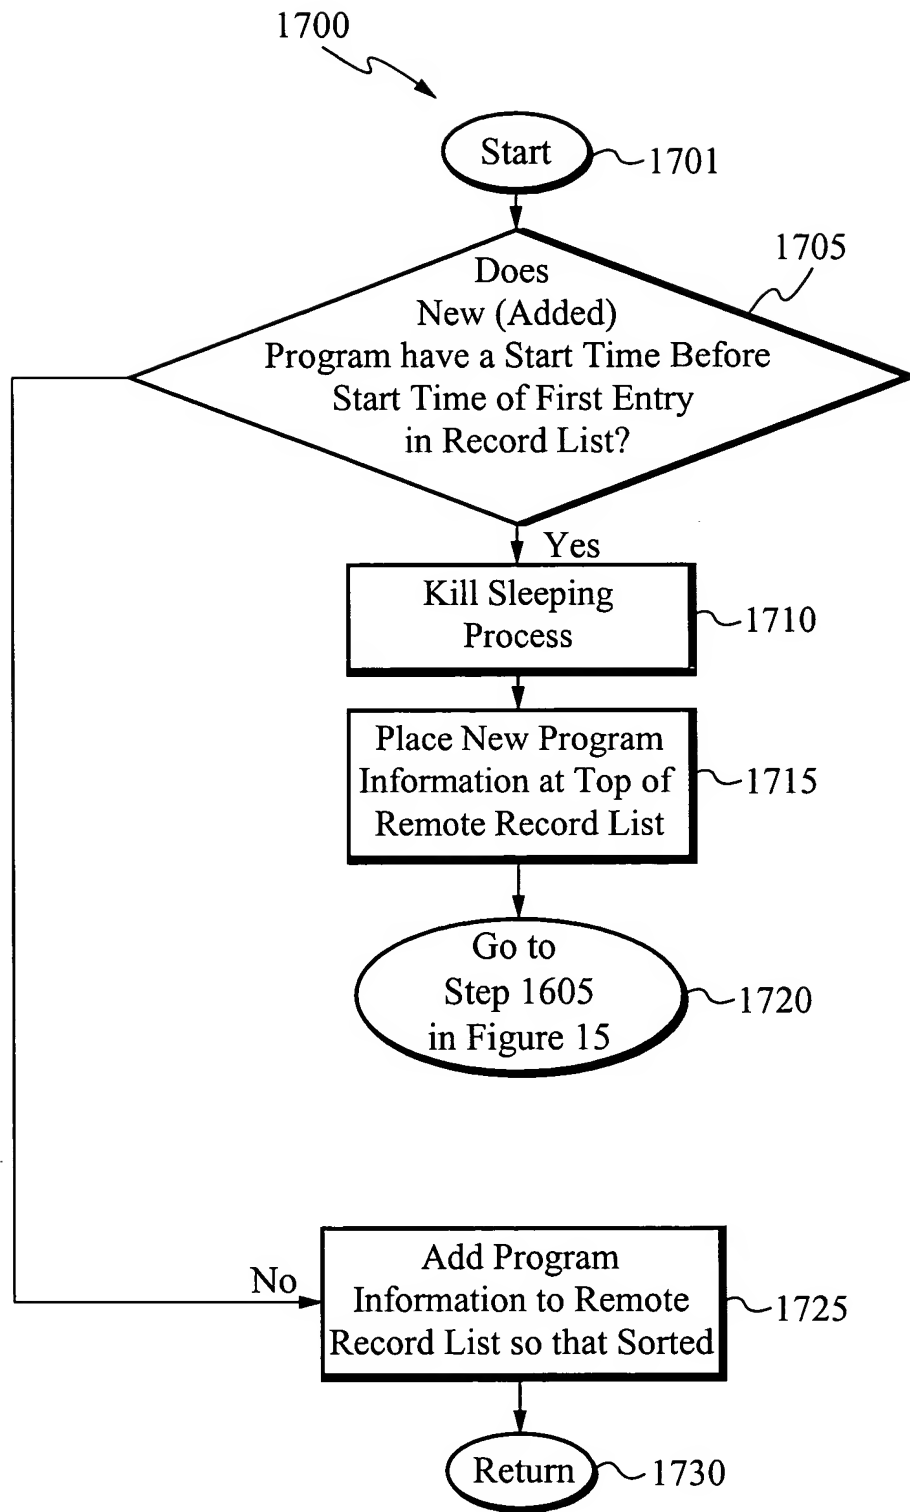 1700
Start
1701
1705
Does
New (Added)
Program have a Start Time Before
Start Time of First Entry
in Record List?
Yes
Kill Sleeping
Process
1710
Place New Program
Information at Top of
Remote Record List
1715
Go to
Step 1605
in Figure 15
1720
No
Add Program
Information to Remote
Record List so that Sorted
1725
Return
1730